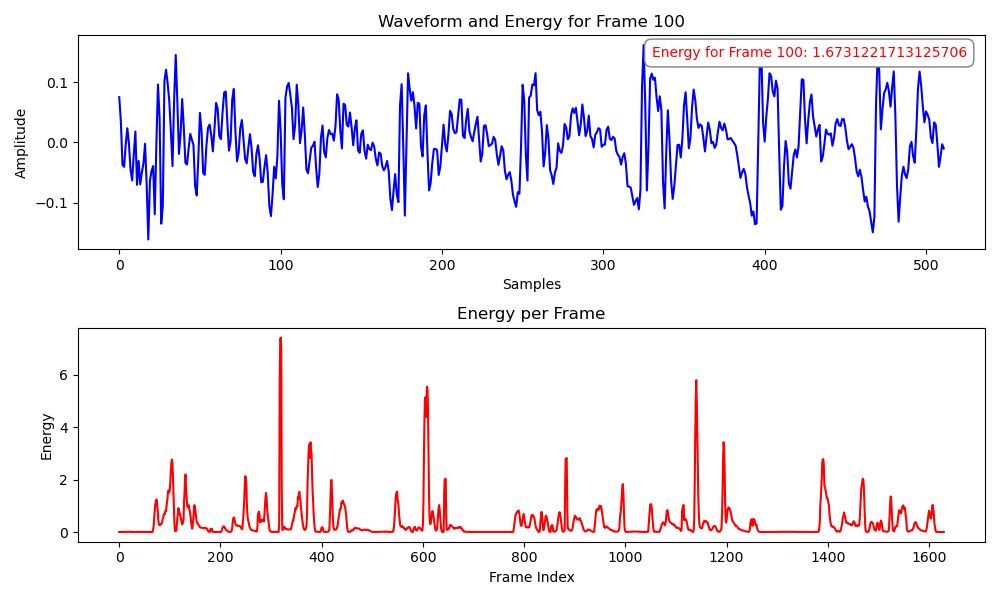 Waveform and Energy for Frame 100
Energy for Frame 100: 1.6731221713125706
Amplitude
0.1
0.0
−0.1
0 100 200 300 400 500
Samples
Energy per Frame
Energy
6
4
2
0
0 200 400 600 800 1000 1200 1400 1600
Frame Index